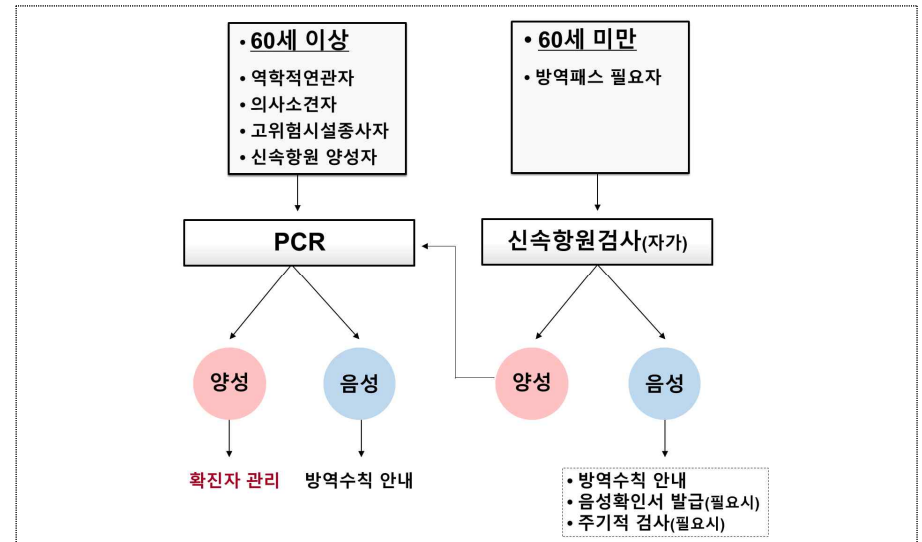 • 60세 이상
• 역학적연관자
• 의사소견자
• 고위험시설종사자
• 신속항원 양성자
• 60세 미만
• 방역패스 필요자
PCR
신속항원검사(자가)
양성
음성
양성
음성
확진자 관리
방역수칙 안내
• 방역수칙 안내
• 음성확인서 발급(필요시)
• 주기적 검사(필요시)